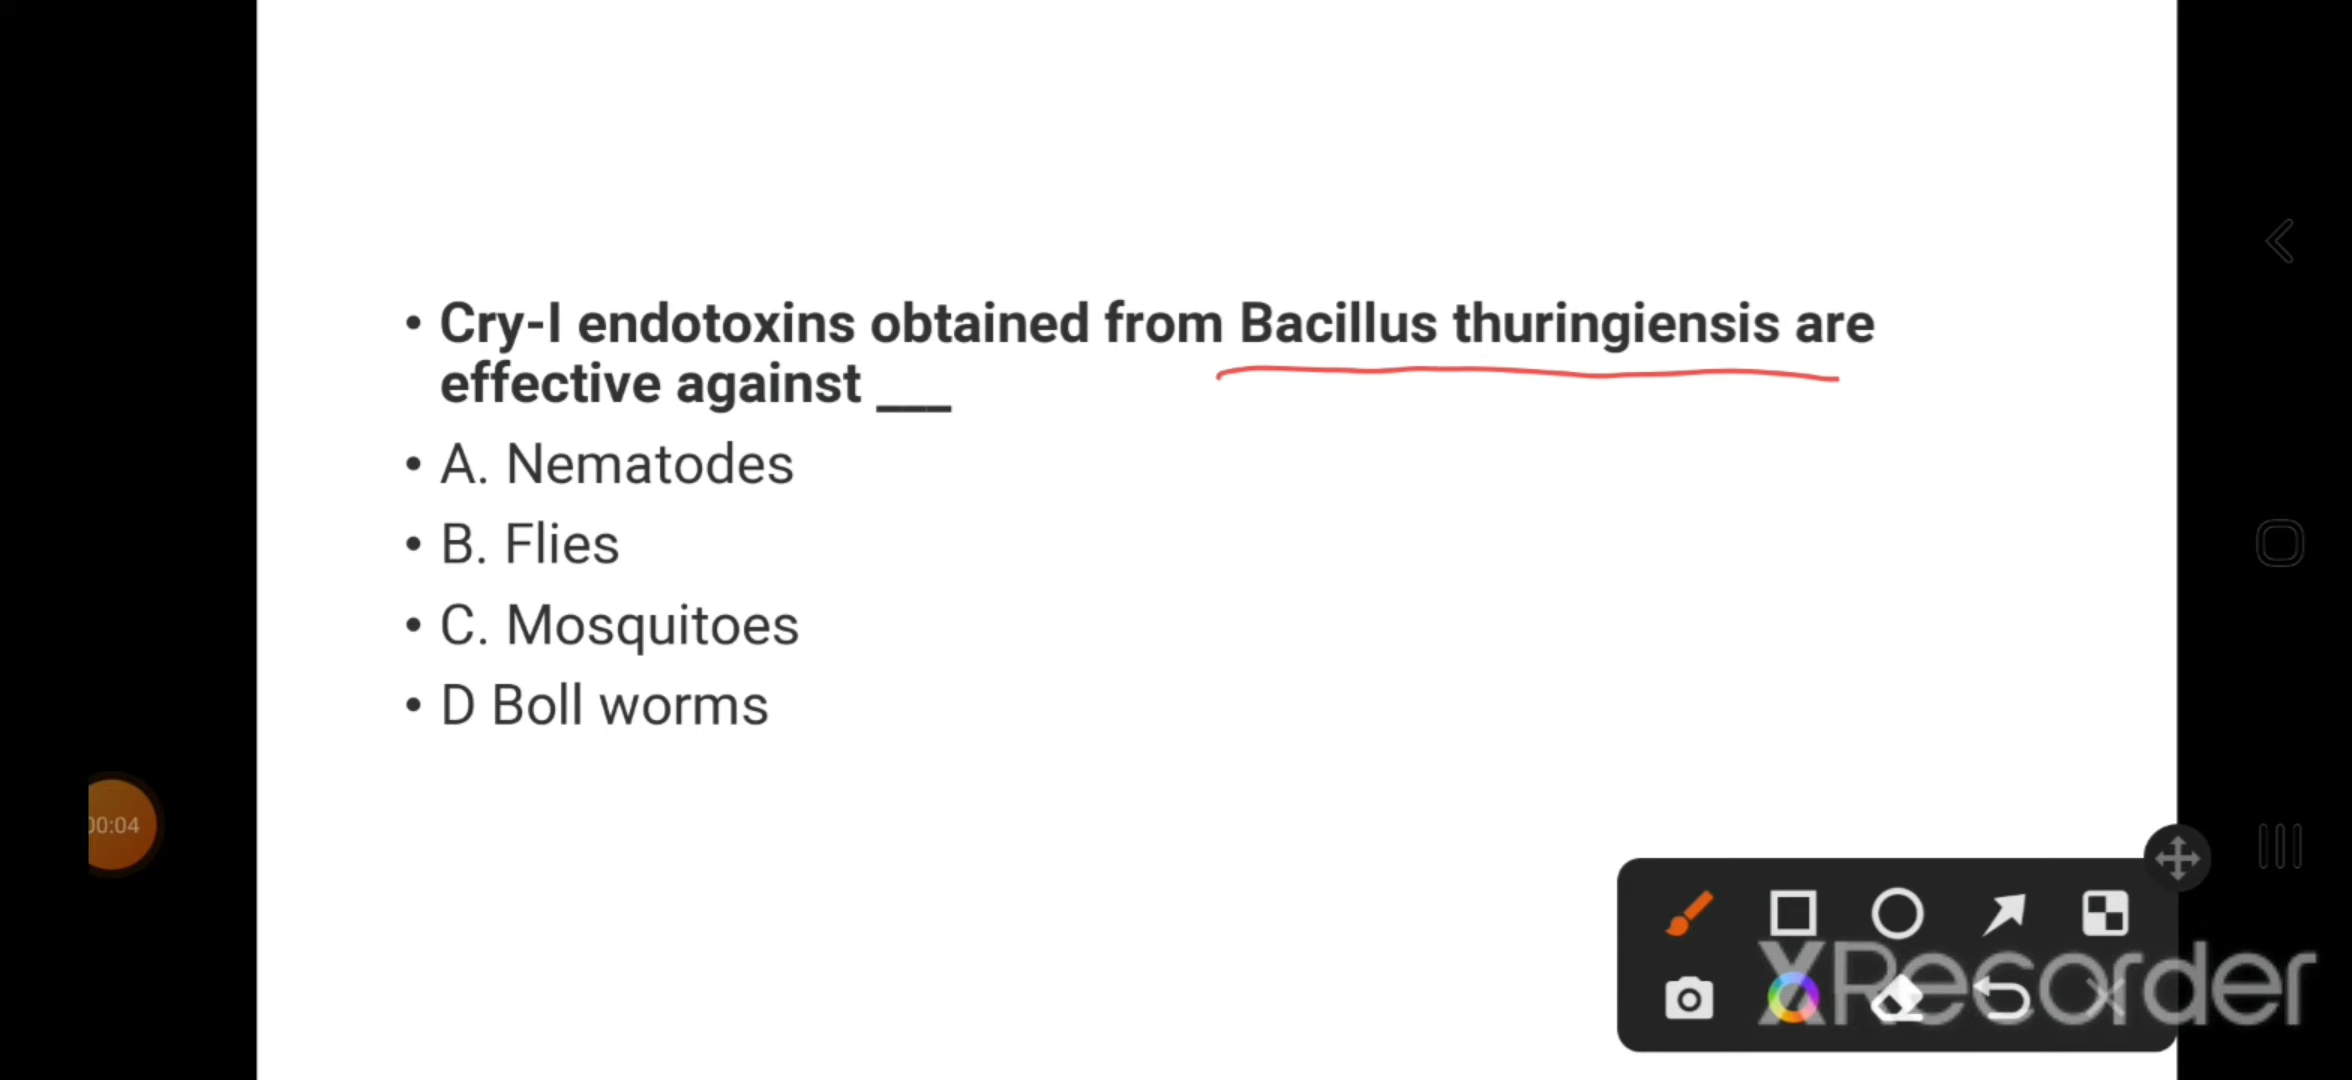 • Cry-I endotoxins obtained from Bacillus thuringiensis are
effective against ___
• A. Nematodes
• B. Flies
• C. Mosquitoes
• D Boll worms
00:04
XRecorder